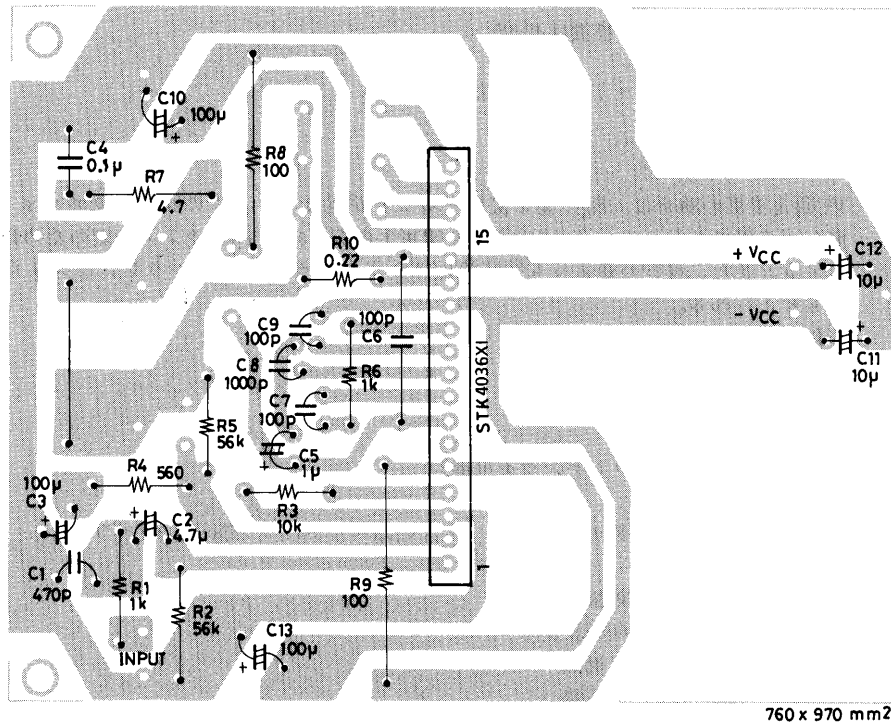 C10
100μ
C4
0.1μ
R7
4.7
R8
100
R10
0.22
15
+ VCC
C12
+
10μ
- VCC
+
C11
10μ
C9
100p
100p
C6
C8
1000p
R6
1k
C7
100p
STK4036XI
R5
56k
C5
1μ
+
R4 560
100μ
C3
+
R3
10k
+
C2
4.7μ
C1
470p
R1
1k
R2
56k
R9
100
1
INPUT
C13
100μ
+
+
760 x 970 mm2